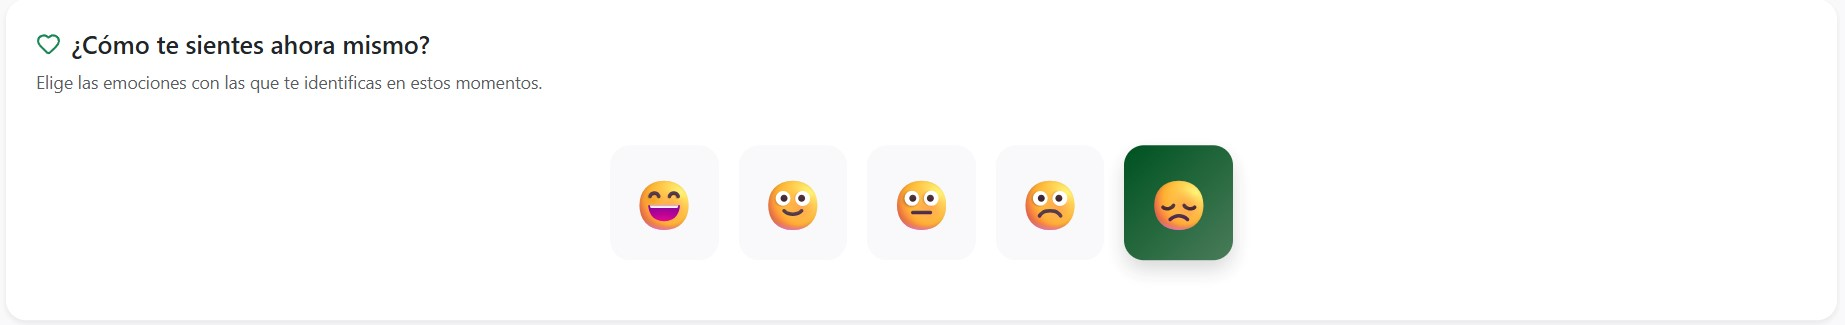 ¿Cómo te sientes ahora mismo?
Elige las emociones con las que te identificas en estos momentos.